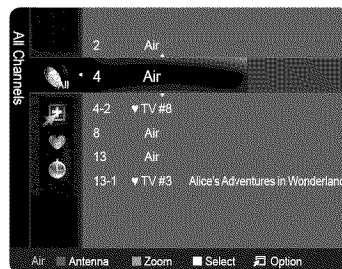 All Channels
2 Air
4 Air
All
4-2 ♥ TV #8
8 Air
13 Air
13-1 ♥ TV #3 Alice's Adventures in Wonderland
Air Antenna Zoom Select Option